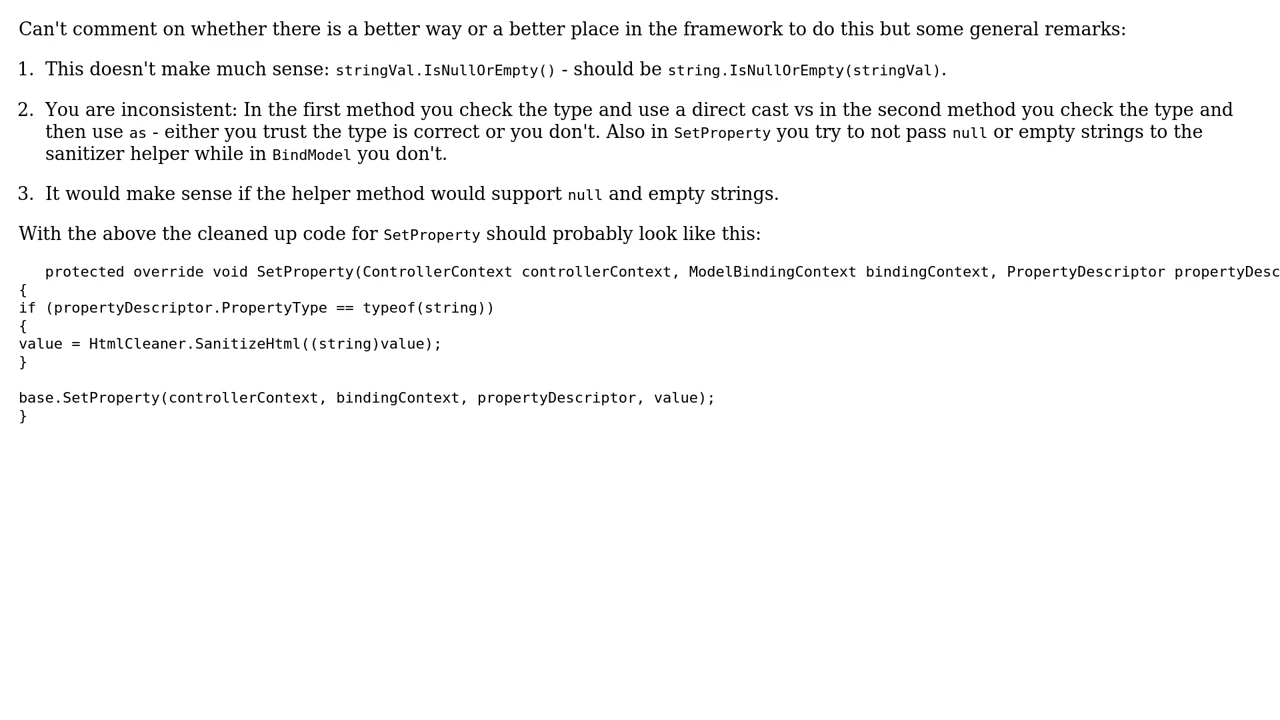 Can't comment on whether there is a better way or a better place in the framework to do this but some general remarks:
1. This doesn't make much sense: stringVal.IsNullOrEmpty() - should be string.IsNullOrEmpty(stringVal).
2. You are inconsistent: In the first method you check the type and use a direct cast vs in the second method you check the type and
then use as - either you trust the type is correct or you don't. Also in SetProperty you try to not pass null or empty strings to the
sanitizer helper while in BindModel you don't.
3. It would make sense if the helper method would support null and empty strings.
With the above the cleaned up code for SetProperty should probably look like this:
protected override void SetProperty(ControllerContext controllerContext, ModelBindingContext bindingContext, PropertyDescriptor propertyDesc
{
if (propertyDescriptor.PropertyType == typeof(string))
{
value = HtmlCleaner.SanitizeHtml((string)value);
}
base.SetProperty(controllerContext, bindingContext, propertyDescriptor, value);
}